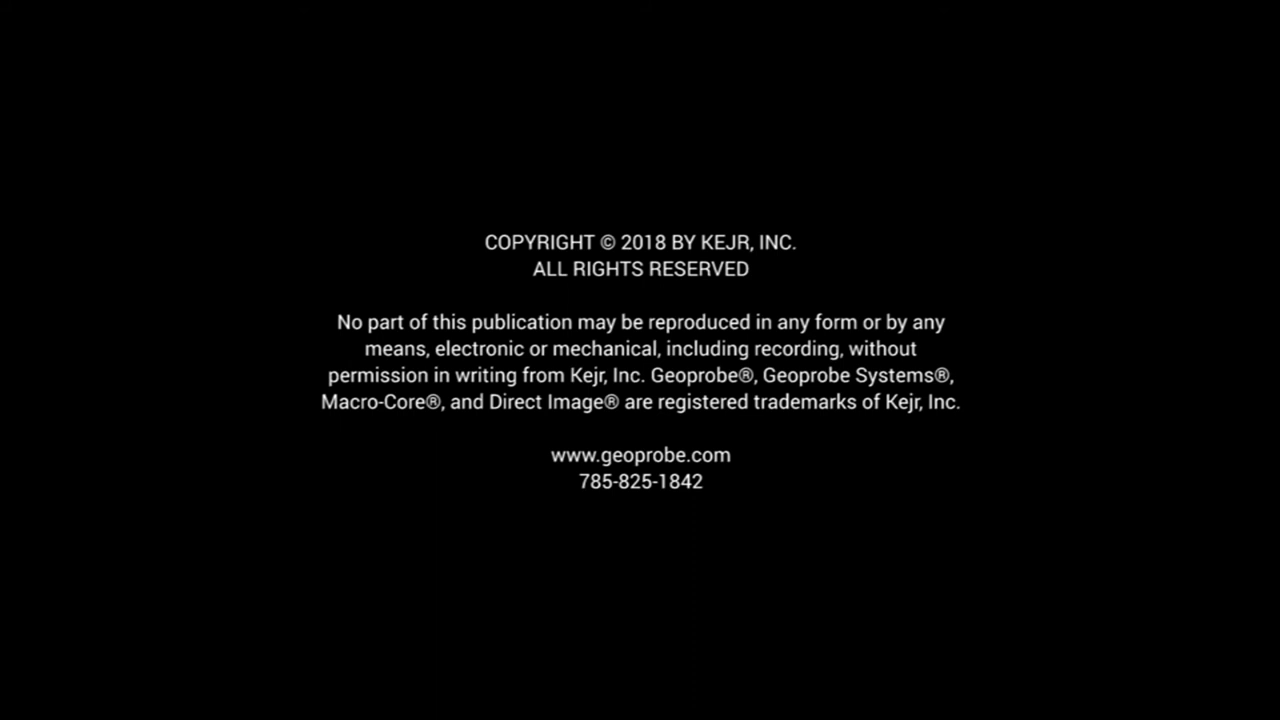 COPYRIGHT © 2018 BY KEJR, INC.
ALL RIGHTS RESERVED
No part of this publication may be reproduced in any form or by any
means, electronic or mechanical, including recording, without
permission in writing from Kejr, Inc. Geoprobe®, Geoprobe Systems®,
Macro-Core®, and Direct Image® are registered trademarks of Kejr, Inc.
www.geoprobe.com
785-825-1842